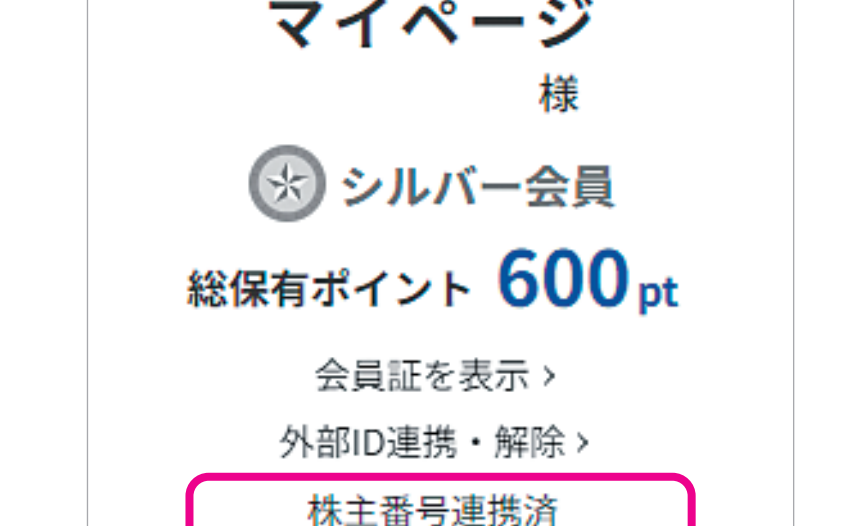 マイページ
様
シルバー会員
総保有ポイント 600pt
会員証を表示 ›
外部ID連携・解除 ›
株主番号連携済